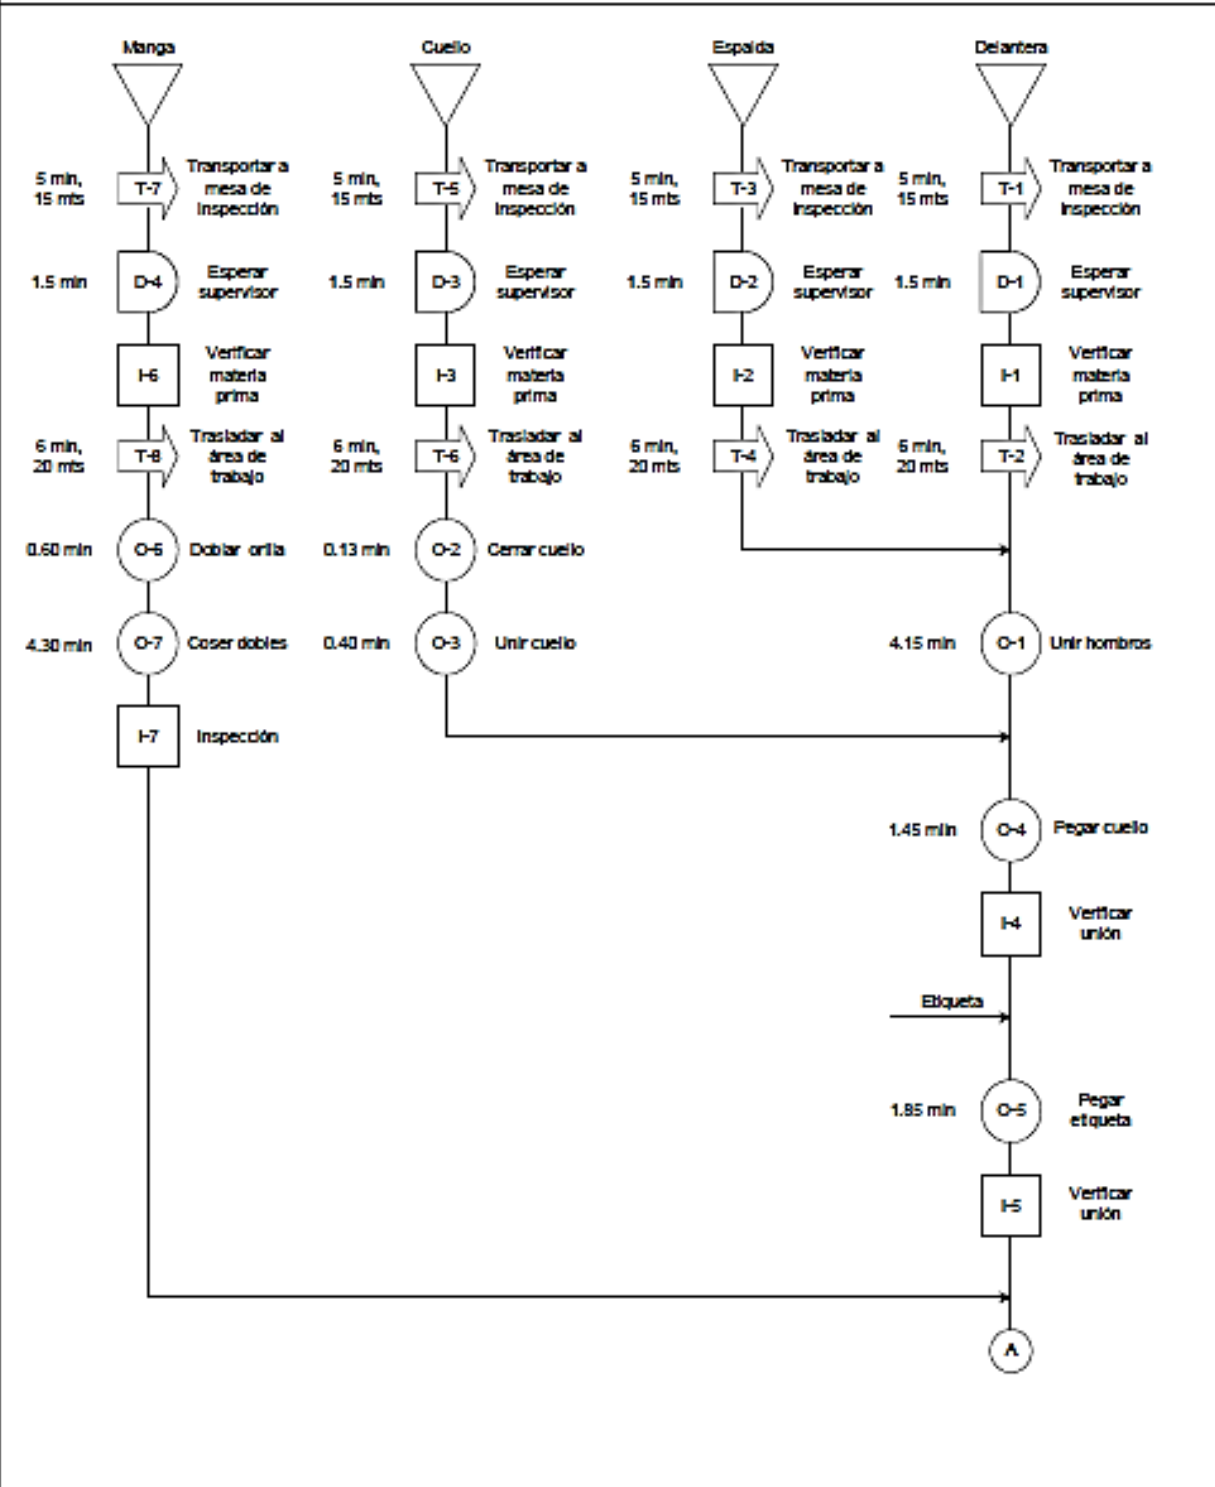 Manga
Cuello
Espalda
Delantera
5 min,
15 mts
T-7
Transportar a
mesa de
inspección
5 min,
15 mts
T-5
Transportar a
mesa de
inspección
5 min,
15 mts
T-3
Transportar a
mesa de
inspección
5 min,
15 mts
T-1
Transportar a
mesa de
inspección
1.5 min
D-4
Esperar
supervisor
1.5 min
D-3
Esperar
supervisor
1.5 min
D-2
Esperar
supervisor
1.5 min
D-1
Esperar
supervisor
I-6
Verificar
materia
prima
I-3
Verificar
materia
prima
I-2
Verificar
materia
prima
I-1
Verificar
materia
prima
6 min,
20 mts
T-8
Trasladar al
área de
trabajo
6 min,
20 mts
T-6
Trasladar al
área de
trabajo
6 min,
20 mts
T-4
Trasladar al
área de
trabajo
6 min,
20 mts
T-2
Trasladar al
área de
trabajo
0.60 min
O-6
Doblar orilla
0.13 min
O-2
Cerrar cuello
4.30 min
O-7
Coser dobles
0.40 min
O-3
Unir cuello
4.15 min
O-1
Unir hombros
I-7
Inspección
1.45 min
O-4
Pegar cuello
I-4
Verificar
unión
Etiqueta
1.85 min
O-5
Pegar
etiqueta
I-5
Verificar
unión
A